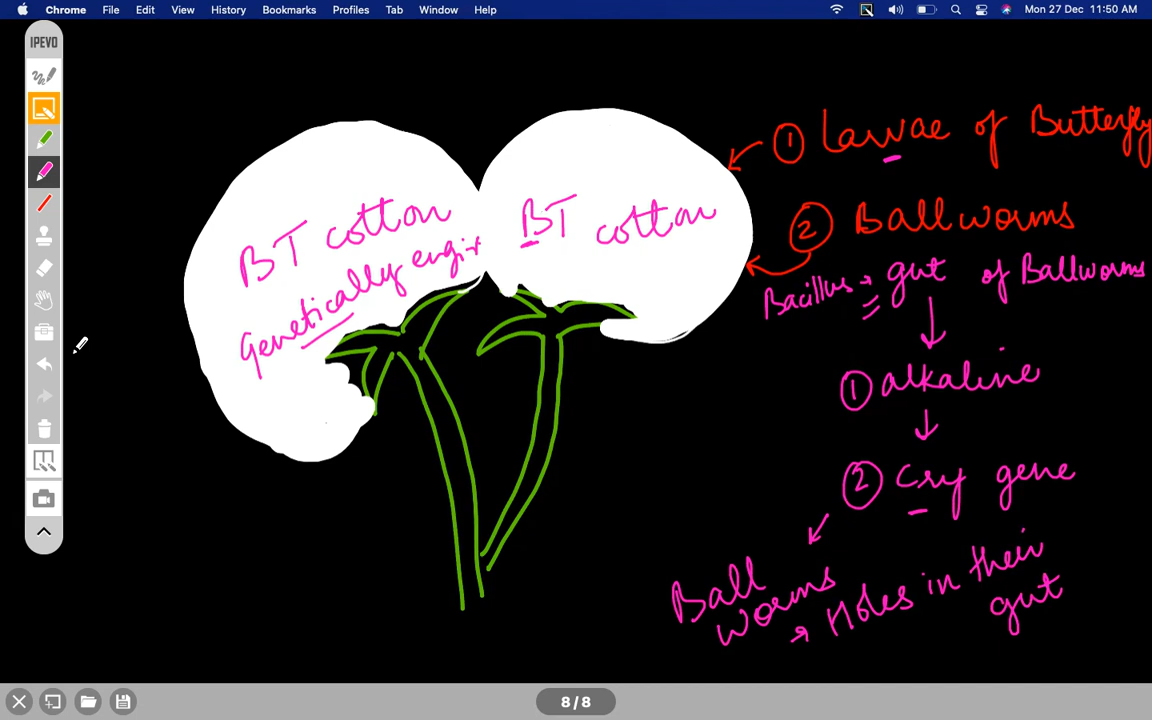 Chrome File Edit View History Bookmarks Profiles Tab Window Help Mon 27 Dec 11:50 AM
IPEVO
BT cotton
Genetically
BT cotton
① Larvae of Butterfly
② Ballworms
Bacillus → gut of Ballworms
① alkaline
② Cry gene
Ball worms
→ Holes in their
gut
8/8